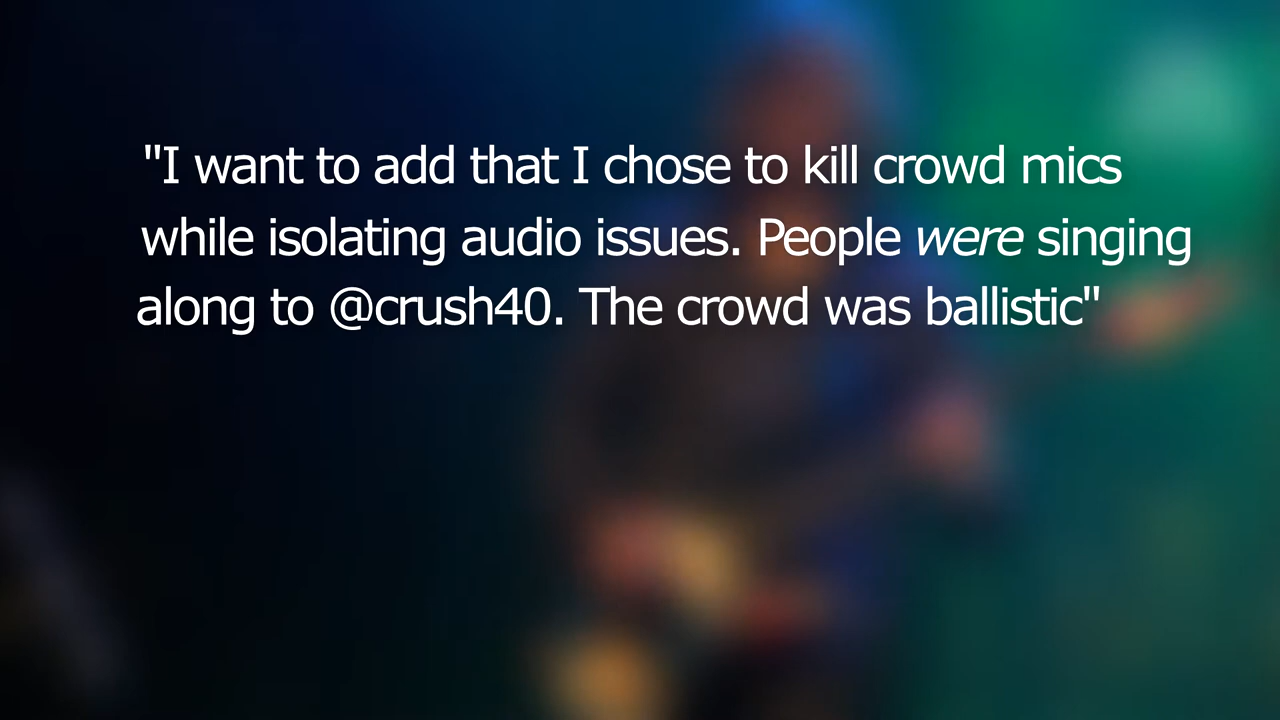 "I want to add that I chose to kill crowd mics
while isolating audio issues. People were singing
along to @crush40. The crowd was ballistic"